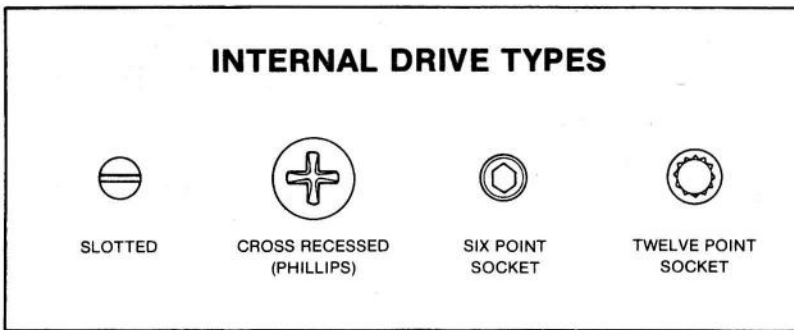 INTERNAL DRIVE TYPES
SLOTTED
CROSS RECESSED
(PHILLIPS)
SIX POINT
SOCKET
TWELVE POINT
SOCKET